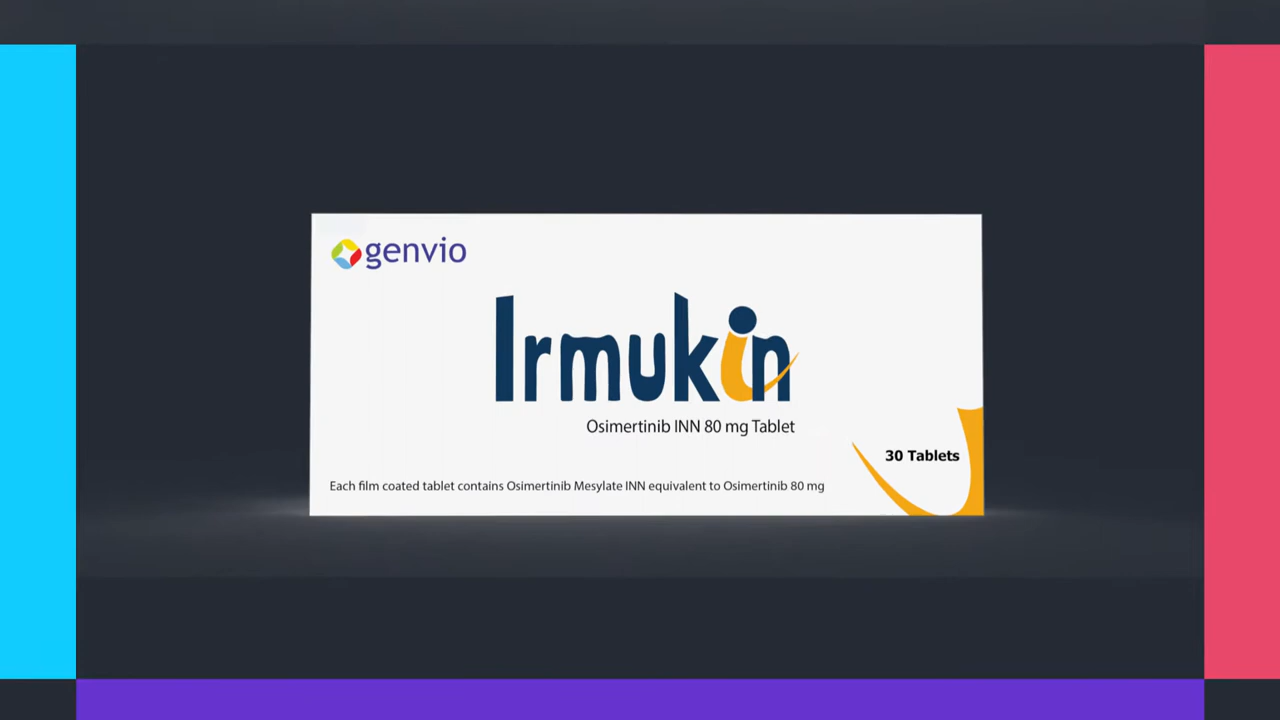 genvio
Irmukin
Osimertinib INN 80 mg Tablet
30 Tablets
Each film coated tablet contains Osimertinib Mesylate INN equivalent to Osimertinib 80 mg